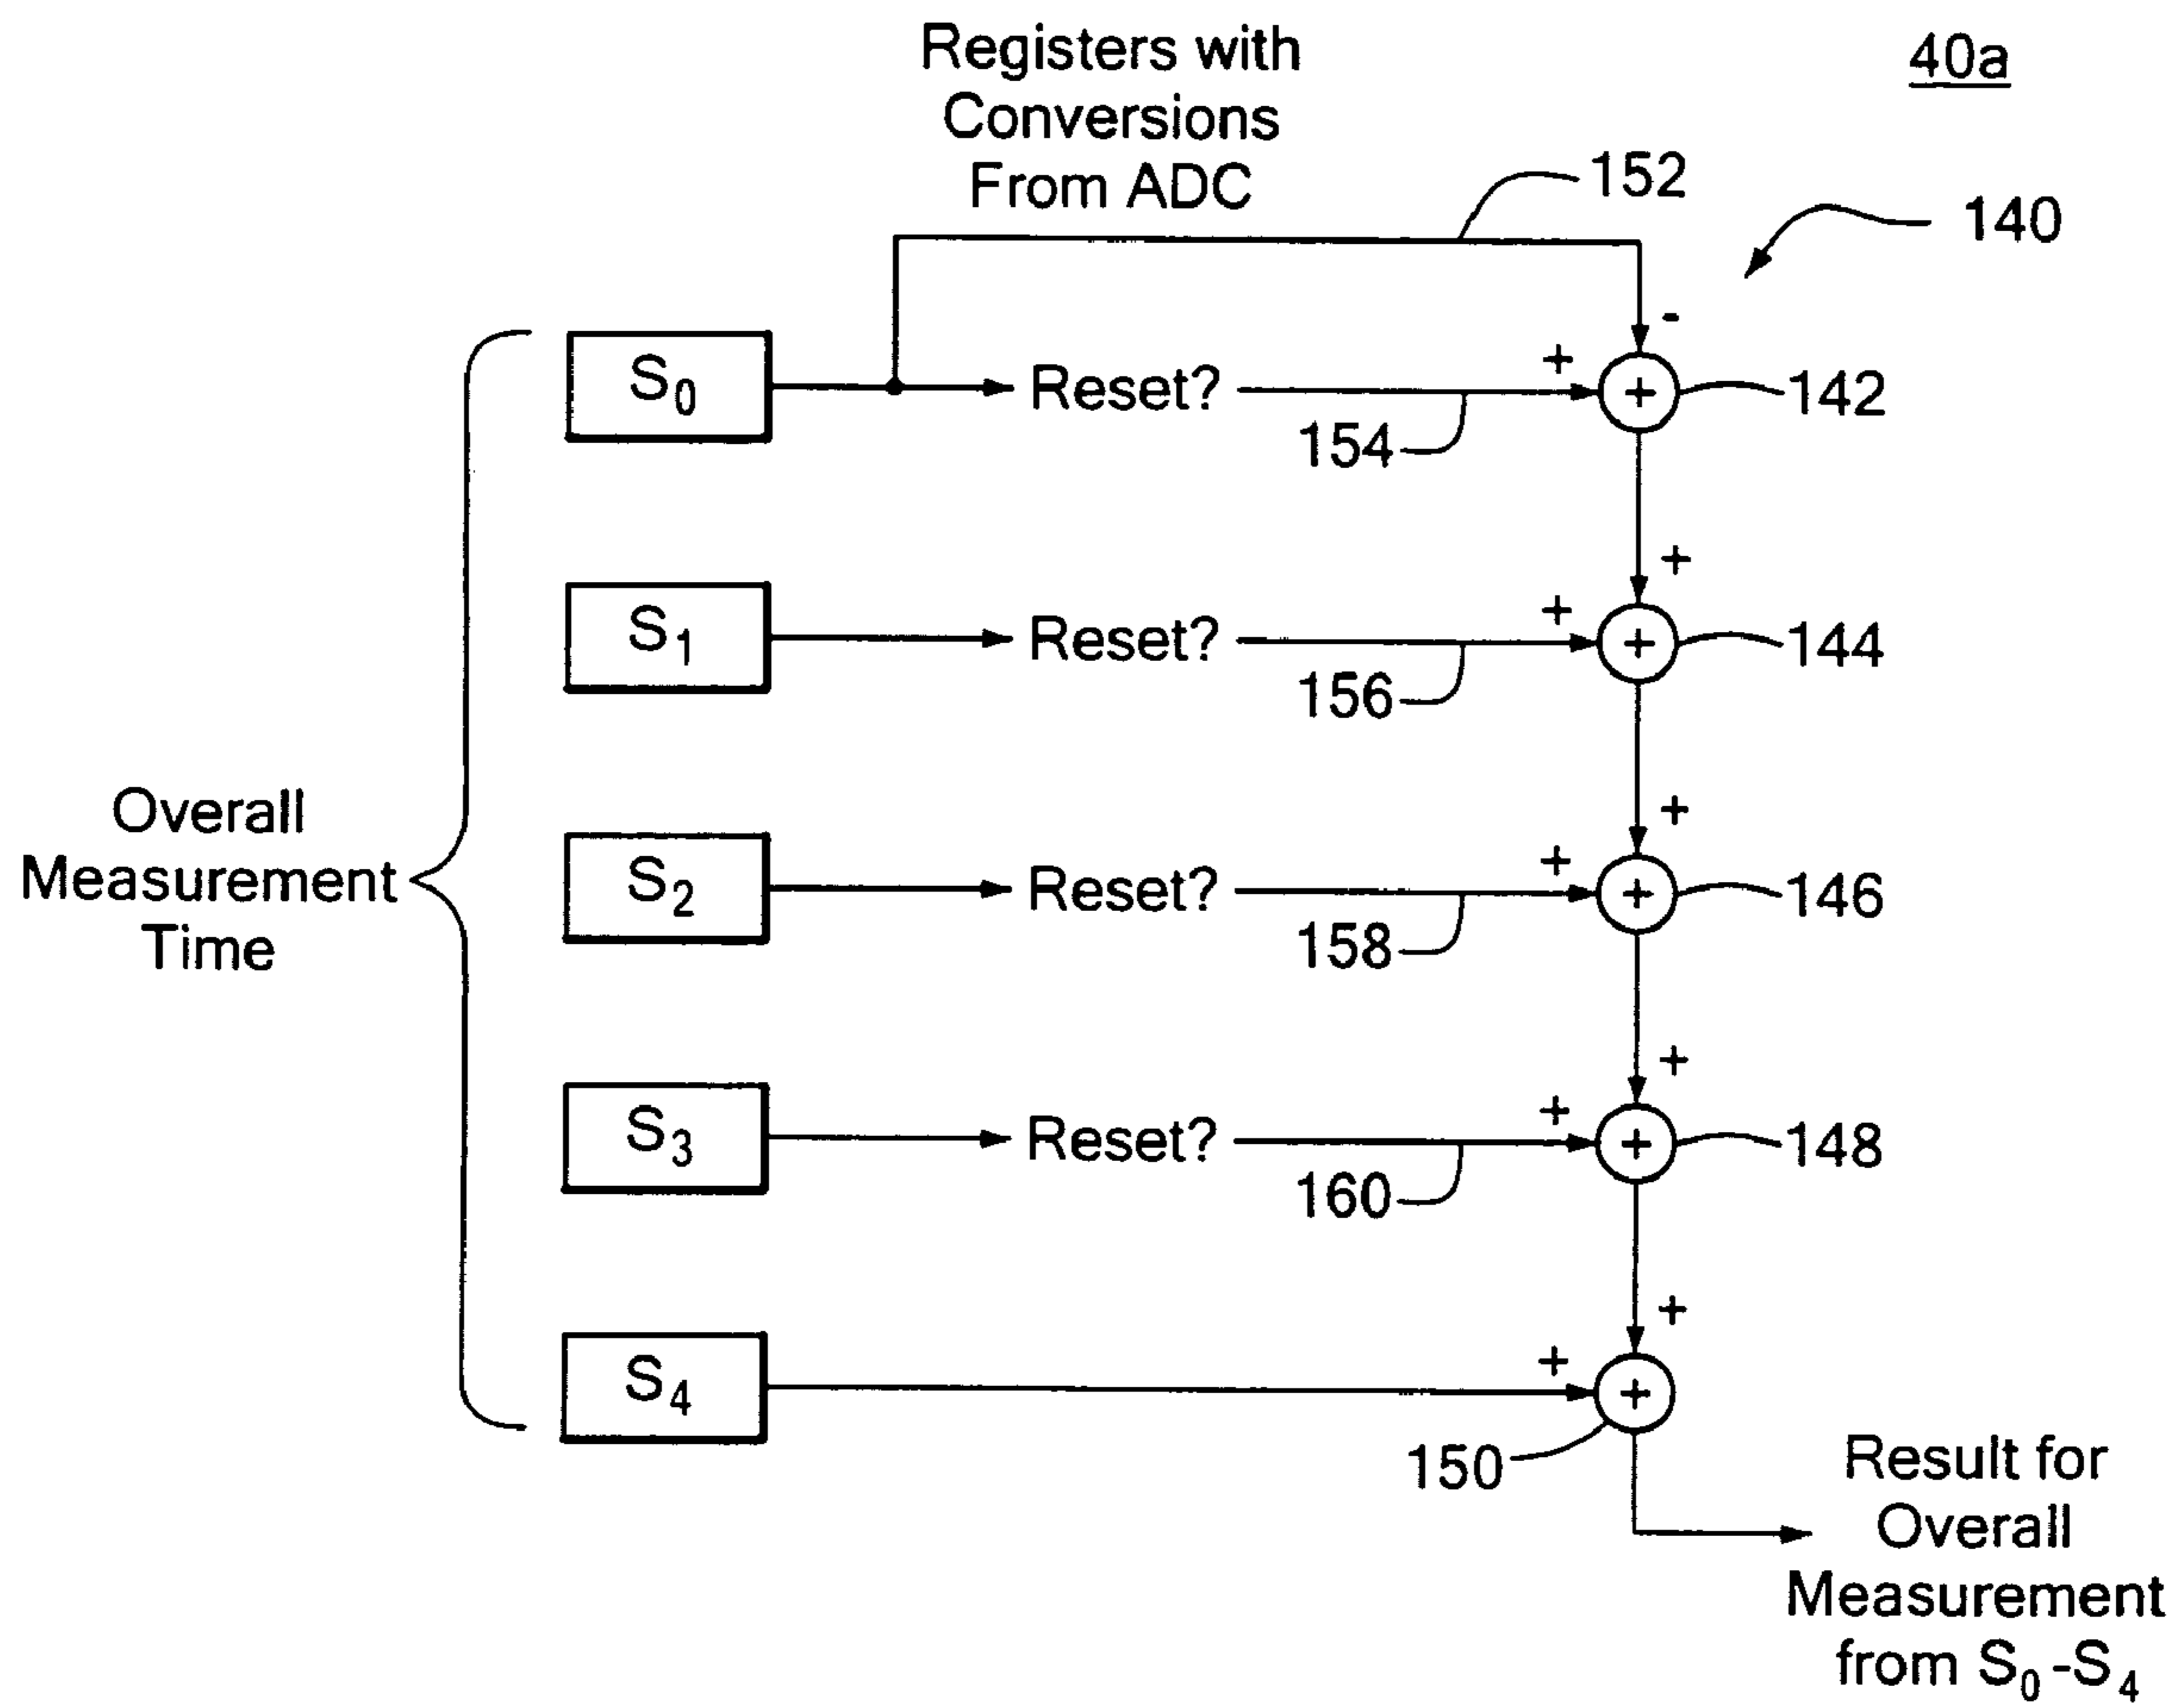 Registers with
Conversions
From ADC
40a
152
140
S0
Reset?
+
-
+
142
154
+
S1
Reset?
+
+
144
156
Overall
Measurement
Time
+
S2
Reset?
+
+
146
158
+
S3
Reset?
+
+
148
160
+
S4
+
+
150
Result for
Overall
Measurement
from S0-S4